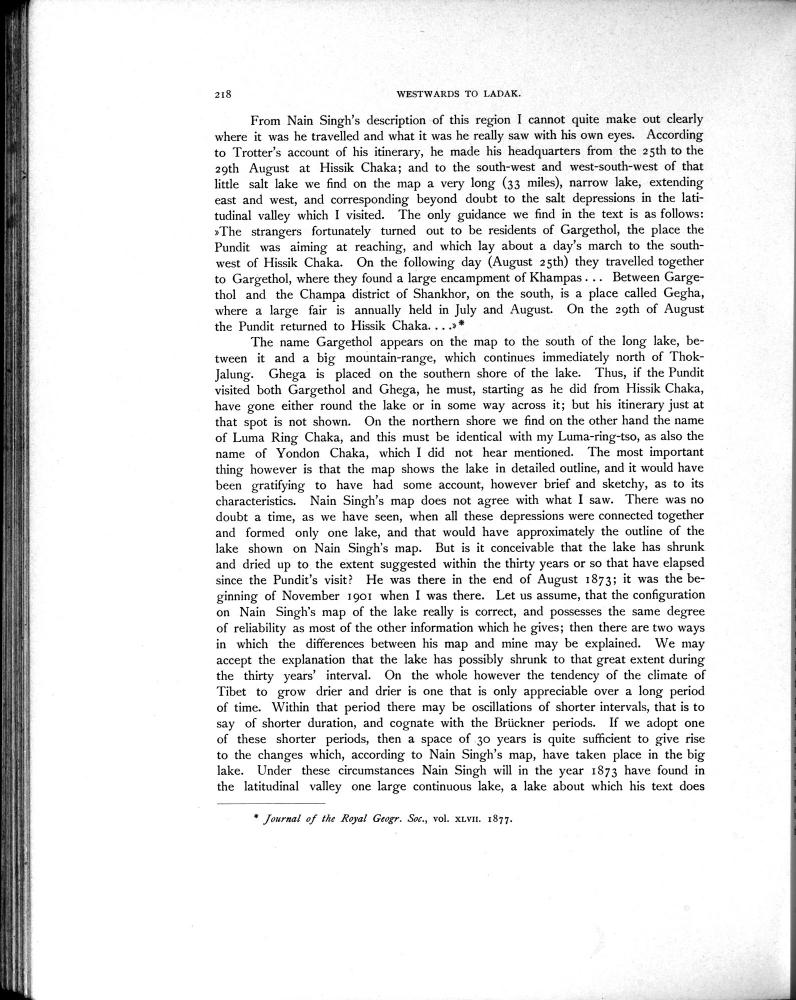 218
WESTWARDS TO LADAK.
From Nain Singh's description of this region I cannot quite make out clearly
where it was he travelled and what it was he really saw with his own eyes. According
to Trotter's account of his itinerary, he made his headquarters from the 25th to the
29th August at Hissik Chaka; and to the south-west and west-south-west of that
little salt lake we find on the map a very long (33 miles), narrow lake, extending
east and west, and corresponding beyond doubt to the salt depressions in the lati-
tudinal valley which I visited. The only guidance we find in the text is as follows:
»The strangers fortunately turned out to be residents of Gargethol, the place the
Pundit was aiming at reaching, and which lay about a day's march to the south-
west of Hissik Chaka. On the following day (August 25th) they travelled together
to Gargethol, where they found a large encampment of Khampas... Between Garge-
thol and the Champa district of Shankhor, on the south, is a place called Gegha,
where a large fair is annually held in July and August. On the 29th of August
the Pundit returned to Hissik Chaka....»*
The name Gargethol appears on the map to the south of the long lake, be-
tween it and a big mountain-range, which continues immediately north of Thok-
Jalung. Ghega is placed on the southern shore of the lake. Thus, if the Pundit
visited both Gargethol and Ghega, he must, starting as he did from Hissik Chaka,
have gone either round the lake or in some way across it; but his itinerary just at
that spot is not shown. On the northern shore we find on the other hand the name
of Luma Ring Chaka, and this must be identical with my Luma-ring-tso, as also the
name of Yondon Chaka, which I did not hear mentioned. The most important
thing however is that the map shows the lake in detailed outline, and it would have
been gratifying to have had some account, however brief and sketchy, as to its
characteristics. Nain Singh's map does not agree with what I saw. There was no
doubt a time, as we have seen, when all these depressions were connected together
and formed only one lake, and that would have approximately the outline of the
lake shown on Nain Singh's map. But is it conceivable that the lake has shrunk
and dried up to the extent suggested within the thirty years or so that have elapsed
since the Pundit's visit? He was there in the end of August 1873; it was the be-
ginning of November 1901 when I was there. Let us assume, that the configuration
on Nain Singh's map of the lake really is correct, and possesses the same degree
of reliability as most of the other information which he gives; then there are two ways
in which the differences between his map and mine may be explained. We may
accept the explanation that the lake has possibly shrunk to that great extent during
the thirty years' interval. On the whole however the tendency of the climate of
Tibet to grow drier and drier is one that is only appreciable over a long period
of time. Within that period there may be oscillations of shorter intervals, that is to
say of shorter duration, and cognate with the Brückner periods. If we adopt one
of these shorter periods, then a space of 30 years is quite sufficient to give rise
to the changes which, according to Nain Singh's map, have taken place in the big
lake. Under these circumstances Nain Singh will in the year 1873 have found in
the latitudinal valley one large continuous lake, a lake about which his text does
* Journal of the Royal Geogr. Soc., vol. XLVII. 1877.